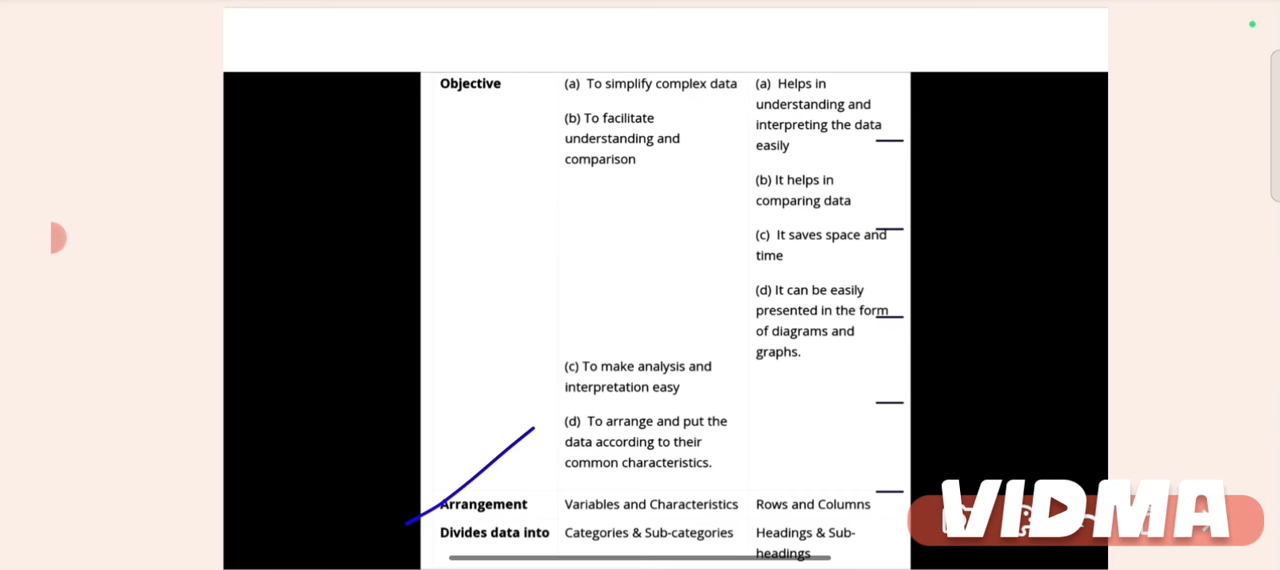 Objective
(a) To simplify complex data
(b) To facilitate
understanding and
comparison
(c) To make analysis and
interpretation easy
(d) To arrange and put the
data according to their
common characteristics.
(a) Helps in
understanding and
interpreting the data
easily
(b) It helps in
comparing data
(c) It saves space and
time
(d) It can be easily
presented in the form
of diagrams and
graphs.
Arrangement Variables and Characteristics Rows and Columns
Divides data into Categories & Sub-categories Headings & Sub-
headings
VIDMA